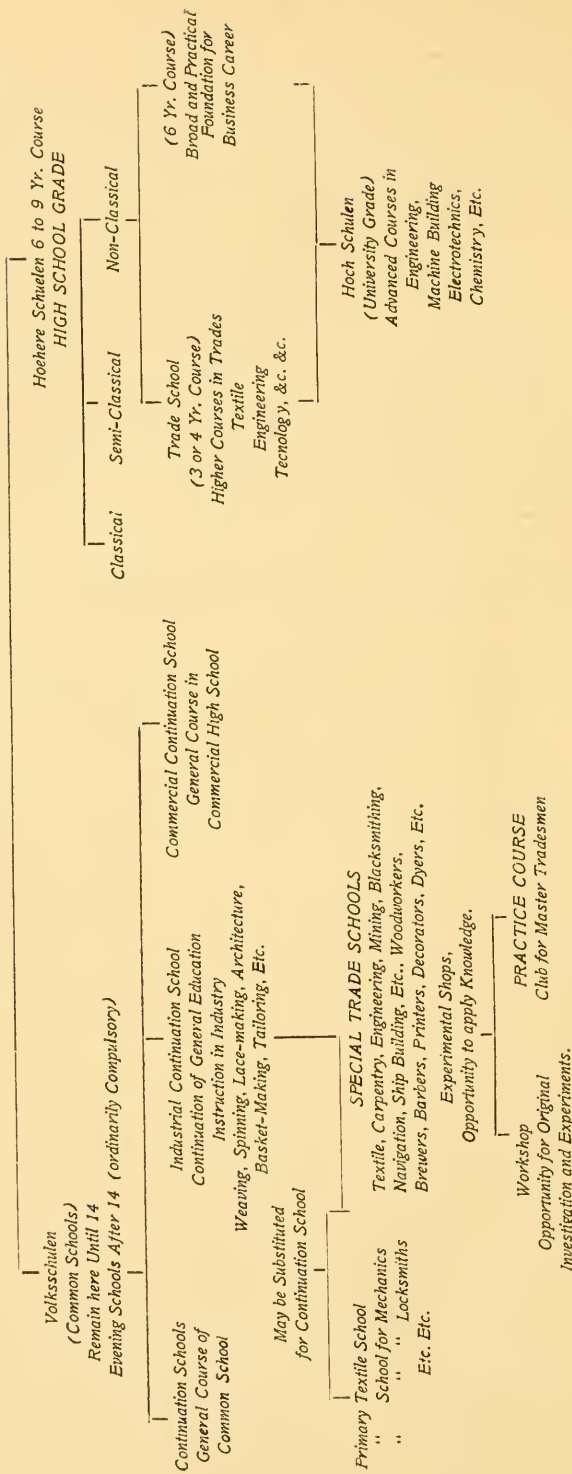 Volksschulen
(Common Schools)
Remain here Until 14
Evening Schools After 14 (ordinarily Compulsory)
Hoehere Schuelen 6 to 9 Yr. Course
HIGH SCHOOL GRADE
Continuation Schools
General Course of
Common School
Industrial Continuation School
Continuation of General Education
Instruction in Industry
Weaving, Spinning, Lace-making, Architecture,
Basket-Making, Tailoring, Etc.
Commercial Continuation School
General Course in
Commercial High School
Classical
Semi-Classical
Non-Classical
Trade School
(3 or 4 Yr. Course)
Higher Courses in Trades
Textile
Engineering
Tecnology, &c. &c.
(6 Yr. Course)
Broad and Practical
Foundation for
Business Career
May be Substituted
for Continuation School
Primary Textile School
" School for Mechanics
" " " Locksmiths
Etc. Etc.
SPECIAL TRADE SCHOOLS
Textile, Carpentry, Engineering, Mining, Blacksmithing,
Navigation, Ship Building, Etc., Woodworkers,
Brewers, Barbers, Printers, Decorators, Dyers, Etc.
Experimental Shops,
Opportunity to apply Knowledge.
Hoch Schulen
(University Grade)
Advanced Courses in
Engineering,
Machine Building
Electrotechnics,
Chemistry, Etc.
Workshop
Opportunity for Original
Investigation and Experiments.
PRACTICE COURSE
Club for Master Tradesmen